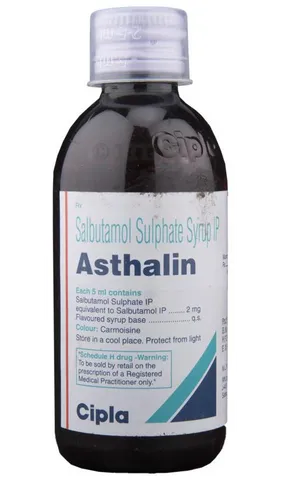 Cipla
Rx
Salbutamol Sulphate Syrup IP
Asthalin
Each 5 ml contains
Salbutamol Sulphate IP
equivalent to Salbutamol IP ....... 2 mg
Flavoured syrup base .............. q.s.
Colour: Carmoisine
Store in a cool place. Protect from light
"Schedule H drug -Warning:
To be sold by retail on the
prescription of a Registered
Medical Practitioner only."
Cipla